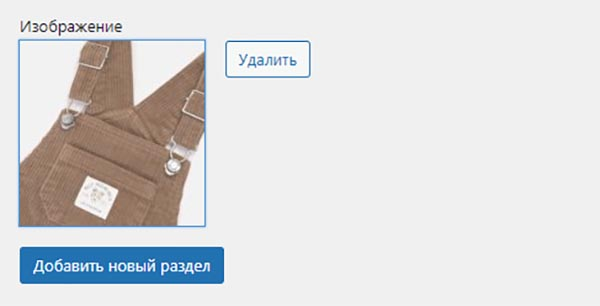 Изображение
Удалить
Добавить новый раздел